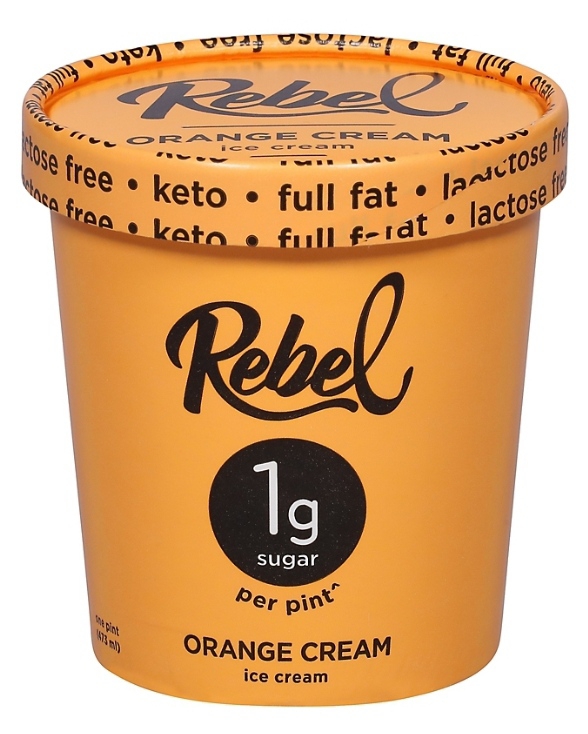 keto • full fat • lactose free
Rebel
ORANGE CREAM
ice cream
lactose free • keto • full fat • lactose free
Rebel
1g
sugar
per pint^
ORANGE CREAM
ice cream
one pint
(473 ml)